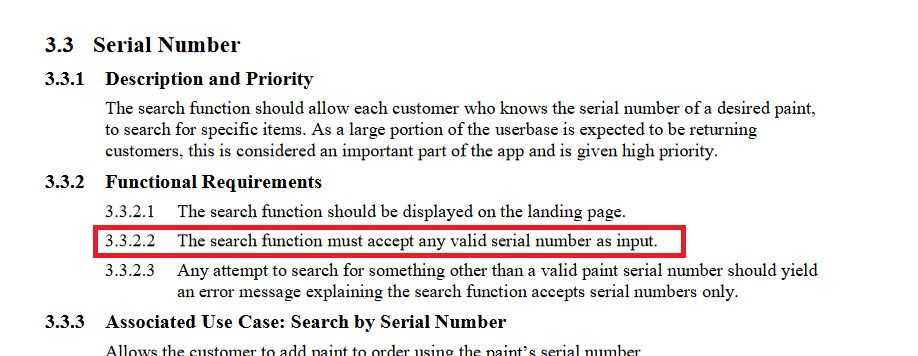 3.3 Serial Number
3.3.1 Description and Priority
The search function should allow each customer who knows the serial number of a desired paint,
to search for specific items. As a large portion of the userbase is expected to be returning
customers, this is considered an important part of the app and is given high priority.
3.3.2 Functional Requirements
3.3.2.1 The search function should be displayed on the landing page.
3.3.2.2 The search function must accept any valid serial number as input.
3.3.2.3 Any attempt to search for something other than a valid paint serial number should yield
an error message explaining the search function accepts serial numbers only.
3.3.3 Associated Use Case: Search by Serial Number
Allows the customer to add paint to order using the paint's serial number